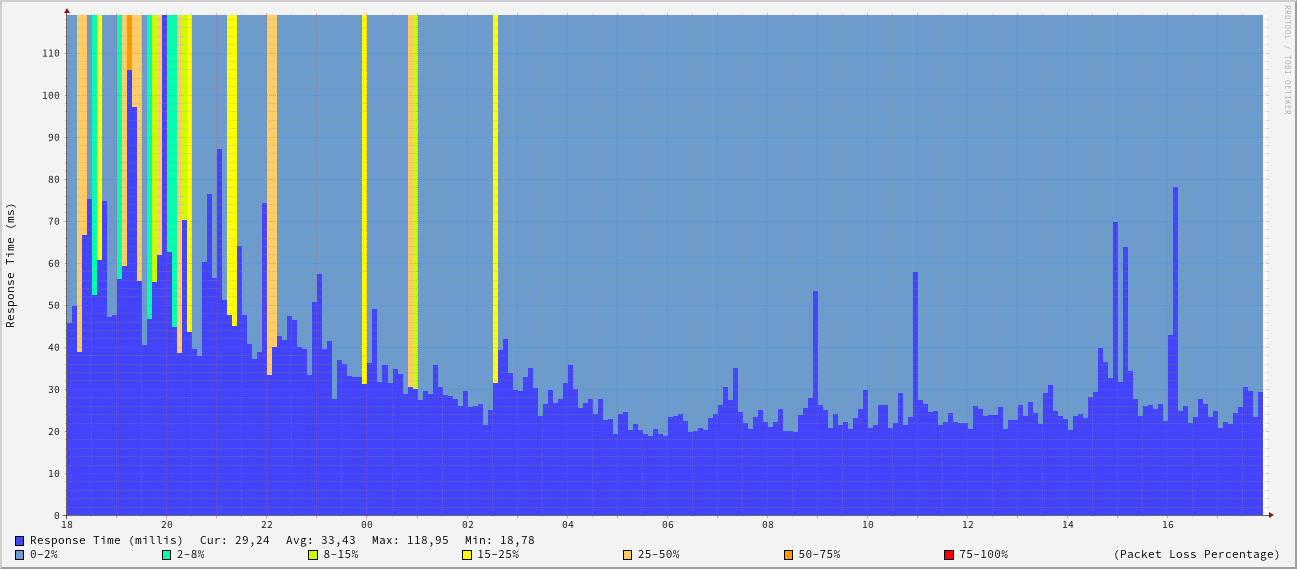 RRDTOOL / TOBI OETIKER
Response Time (ms)
110
100
90
80
70
60
50
40
30
20
10
0
18 20 22 00 02 04 06 08 10 12 14 16
Response Time (millis) Cur: 29,24 Avg: 33,43 Max: 118,95 Min: 18,78
0-2% 2-8% 8-15% 15-25% 25-50% 50-75% 75-100% (Packet Loss Percentage)